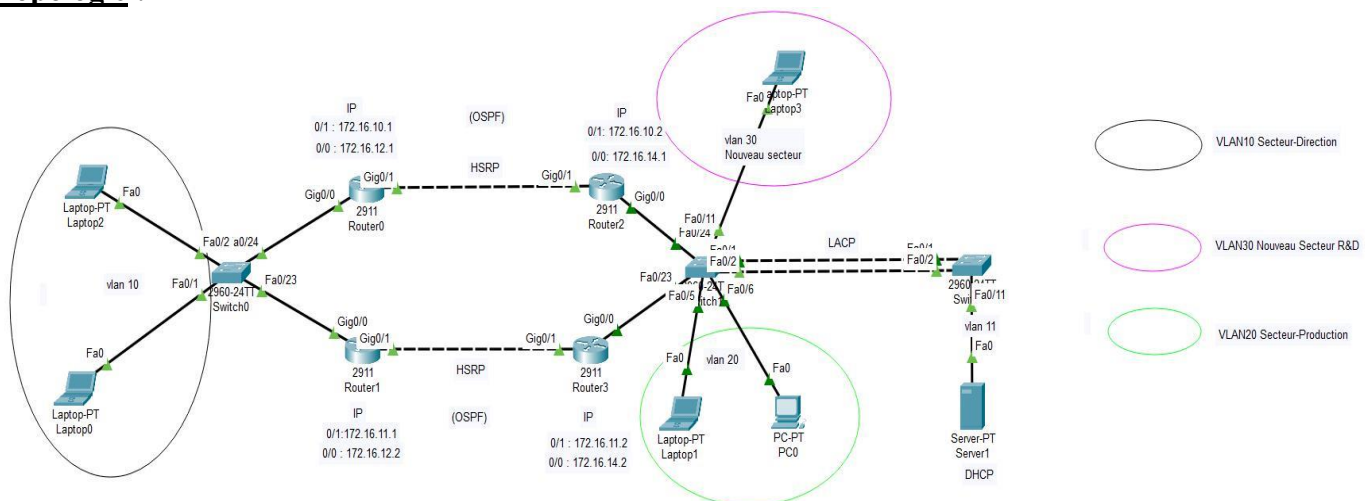 IP
0/1 : 172.16.10.1
0/0 : 172.16.12.1
(OSPF)
IP
0/1: 172.16.10.2
0/0: 172.16.14.1
HSRP
Gig0/1
Gig0/0
2911
Router0
Gig0/1
Gig0/0
2911
Router2
Fa0
Laptop3
vlan 30
Nouveau secteur
VLAN10 Secteur-Direction
VLAN30 Nouveau Secteur R&D
VLAN20 Secteur-Production
Fa0
Laptop-PT
Laptop2
Fa0/2
a0/24
vlan 10
Fa0/1
Fa0/23
2960-24TT
Switch0
Fa0
Laptop-PT
Laptop0
Gig0/0
Gig0/1
2911
Router1
HSRP
Gig0/1
Gig0/0
2911
Router3
IP
0/1:172.16.11.1
0/0 : 172.16.12.2
(OSPF)
IP
0/1 : 172.16.11.2
0/0 : 172.16.14.2
Fa0/11
Fa0/24
Fa0/2
Fa0/23
Fa0/5
Fa0/6
LACP
Fa0/2
Fa0/11
vlan 11
Fa0
Server-PT
Server1
DHCP
vlan 20
Fa0
Fa0
Laptop-PT
Laptop1
PC-PT
PC0